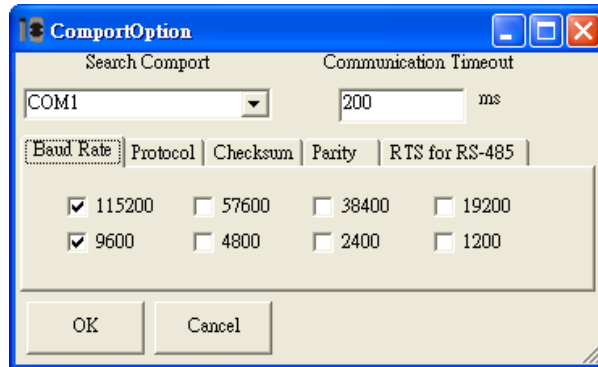 ComportOption
Search Comport Communication Timeout
COM1 200 ms
Baud Rate Protocol Checksum Parity RTS for RS-485
115200 57600 38400 19200
9600 4800 2400 1200
OK Cancel